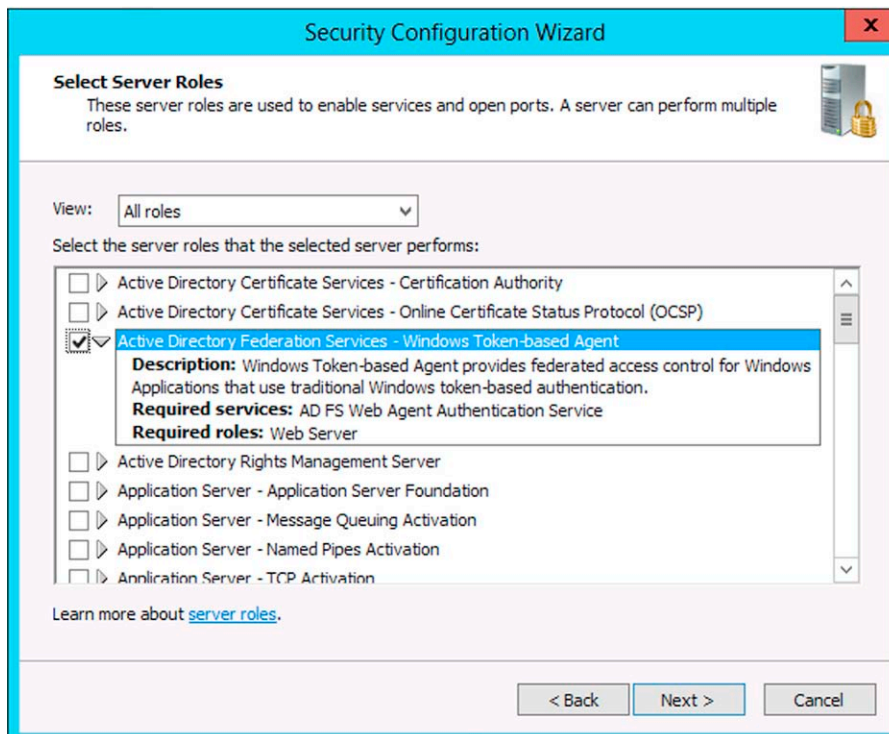 Security Configuration Wizard
x
Select Server Roles
These server roles are used to enable services and open ports. A server can perform multiple
roles.
View:
All roles
Select the server roles that the selected server performs:
Active Directory Certificate Services - Certification Authority
Active Directory Certificate Services - Online Certificate Status Protocol (OCSP)
Active Directory Federation Services - Windows Token-based Agent
Description: Windows Token-based Agent provides federated access control for Windows
Applications that use traditional Windows token-based authentication.
Required services: AD FS Web Agent Authentication Service
Required roles: Web Server
Active Directory Rights Management Server
Application Server - Application Server Foundation
Application Server - Message Queuing Activation
Application Server - Named Pipes Activation
Application Server - TCP Activation
Learn more about server roles.
< Back
Next >
Cancel